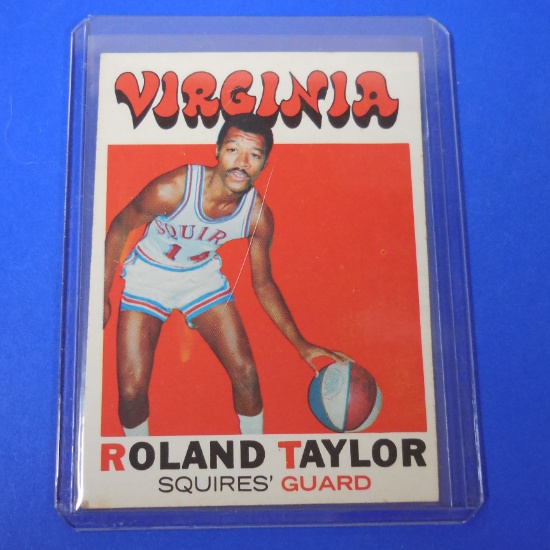 VIRGINIA
SQUIR
14
ROLAND TAYLOR
SQUIRES' GUARD